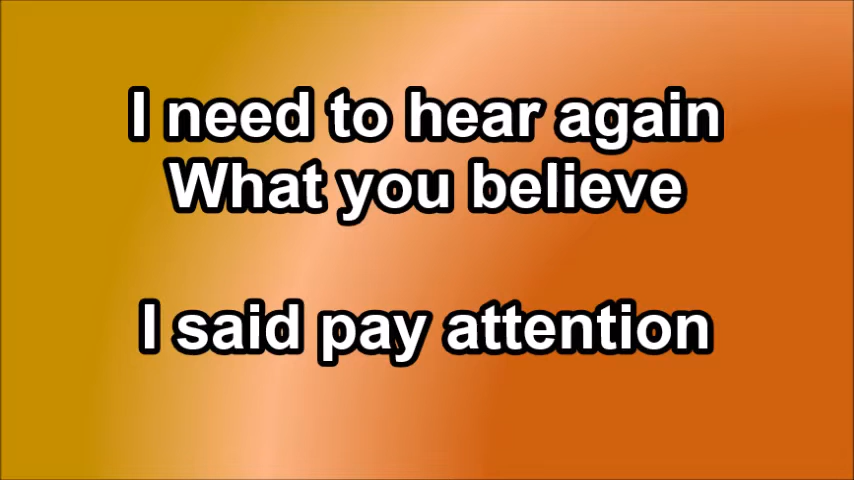 I need to hear again
What you believe
I said pay attention